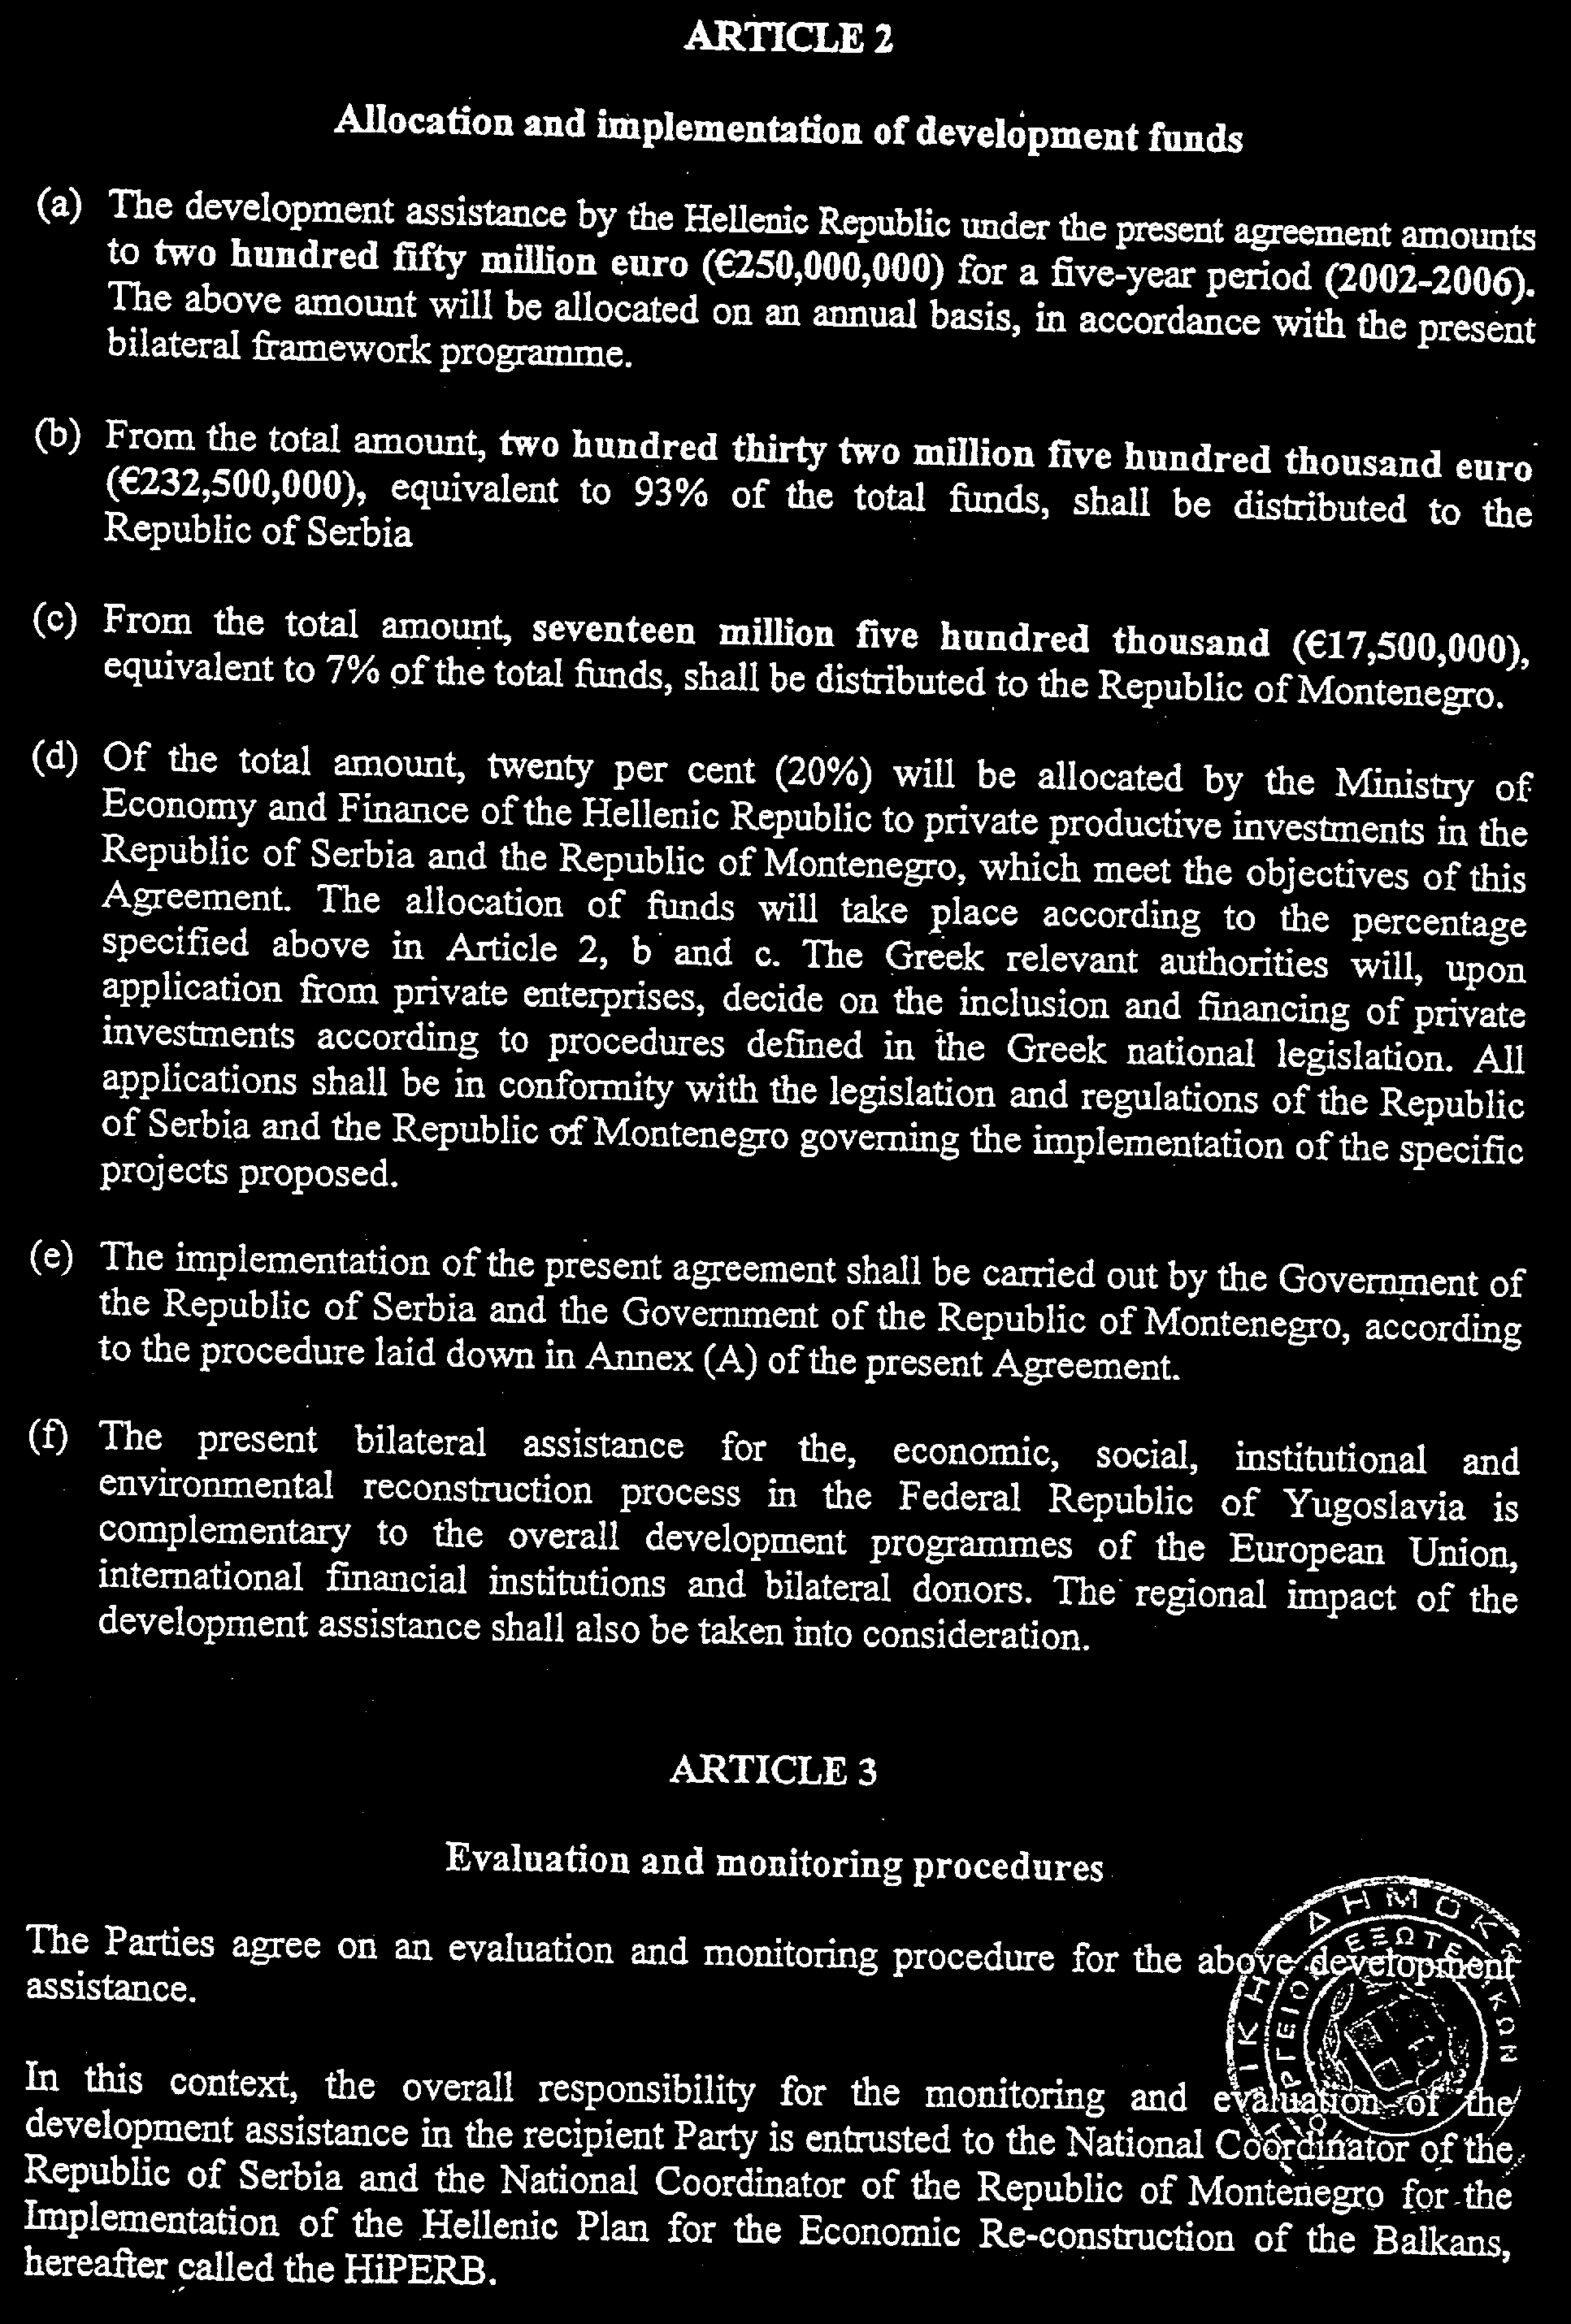 ARTICLE 2
Allocation and implementation of development funds
(a) The development assistance by the Hellenic Republic under the present agreement amounts
to two hundred fifty million euro (€250,000,000) for a five-year period (2002-2006).
The above amount will be allocated on an annual basis, in accordance with the present
bilateral framework programme.
(b) From the total amount, two hundred thirty two million five hundred thousand euro
(€232,500,000), equivalent to 93% of the total funds, shall be distributed to the
Republic of Serbia
(c) From the total amount, seventeen million five hundred thousand (€17,500,000),
equivalent to 7% of the total funds, shall be distributed to the Republic of Montenegro.
(d) Of the total amount, twenty per cent (20%) will be allocated by the Ministry of
Economy and Finance of the Hellenic Republic to private productive investments in the
Republic of Serbia and the Republic of Montenegro, which meet the objectives of this
Agreement. The allocation of funds will take place according to the percentage
specified above in Article 2, b and c. The Greek relevant authorities will, upon
application from private enterprises, decide on the inclusion and financing of private
investments according to procedures defined in the Greek national legislation. All
applications shall be in conformity with the legislation and regulations of the Republic
of Serbia and the Republic of Montenegro governing the implementation of the specific
projects proposed.
(e) The implementation of the present agreement shall be carried out by the Government of
the Republic of Serbia and the Government of the Republic of Montenegro, according
to the procedure laid down in Annex (A) of the present Agreement.
(f) The present bilateral assistance for the, economic, social, institutional and
environmental reconstruction process in the Federal Republic of Yugoslavia is
complementary to the overall development programmes of the European Union,
international financial institutions and bilateral donors. The regional impact of the
development assistance shall also be taken into consideration.
ARTICLE 3
Evaluation and monitoring procedures
The Parties agree on an evaluation and monitoring procedure for the above development
assistance.
In this context, the overall responsibility for the monitoring and evaluation of the
development assistance in the recipient Party is entrusted to the National Coordinator of the
Republic of Serbia and the National Coordinator of the Republic of Montenegro for the
Implementation of the Hellenic Plan for the Economic Re-construction of the Balkans,
hereafter called the HiPERB.